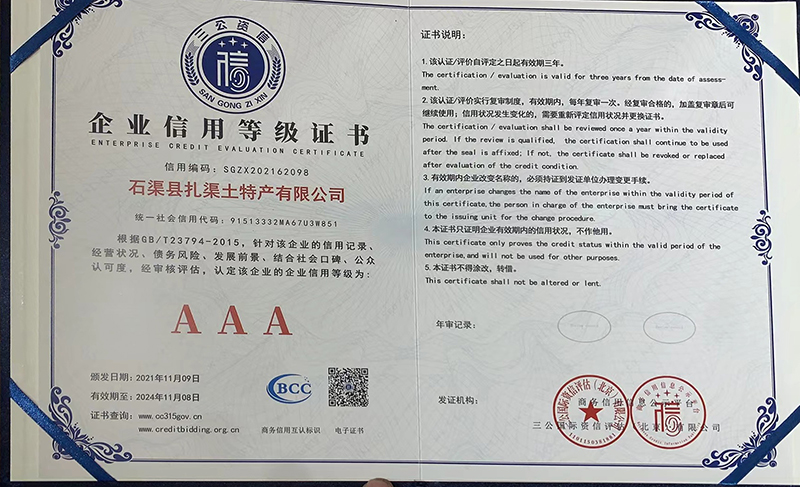 三公资信
信
SAN GONG ZI XIN
企业信用等级证书
ENTERPRISE CREDIT EVALUATION CERTIFICATE
信用编码：SGZX202162098
石渠县扎渠土特产有限公司
统一社会信用代码：91513332MA67U3W851
根据GB/T23794-2015，针对该企业的信用记录、
经营状况、债务风险、发展前景、结合社会口碑、公众
认可度，经审核评估，认定该企业的企业信用等级为：
AAA
颁发日期：2021年11月09日
有效期至：2024年11月08日
证书查询：www.cc315gov.cn
www.creditbidding.org.cn
BCC
商务信用互认标识
电子证书
证书说明：
1. 该认证/评价自评定之日起有效期三年。
The certification / evaluation is valid for three years from the date of assess-
ment.
2. 该认证/评价实行复审制度，有效期内，每年复审一次。经复审合格的，加盖复审章后可
继续使用；信用状况发生变化的，需要重新评定信用状况并更换证书。
The certification / evaluation shall be reviewed once a year within the validity
period. If the review is qualified, the certification shall continue to be used
after the seal is affixed; If not, the certificate shall be revoked or replaced
after evaluation of the credit condition.
3. 有效期内企业改变名称的，必须持证到发证单位办理变更手续。
If an enterprise changes the name of the enterprise within the validity period of
this certificate, the person in charge of the enterprise must bring the certificate
to the issuing unit for the change procedure.
4. 本证书只证明企业有效期内的信用状况，不作他用。
This certificate only proves the credit status within the valid period of the
enterprise, and will not be used for other purposes.
5. 本证书不得涂改，转借。
This certificate shall not be altered or lent.
年审记录：
发证机构：
商务信用信息公示平台
三公国际资信评估（北京）有限公司